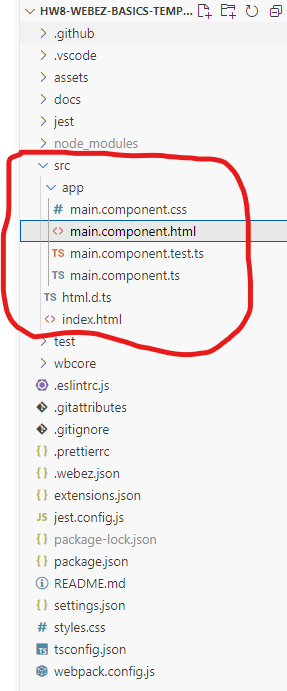 HW8-WEBEZ-BASICS-TEMP...
.github
.vscode
assets
docs
jest
node_modules
src
app
# main.component.css
<> main.component.html
TS main.component.test.ts
TS main.component.ts
TS html.d.ts
<> index.html
test
wbcore
.eslintrc.js
.gitattributes
.gitignore
.prettierrc
{} .webez.json
{} extensions.json
JS jest.config.js
{} package-lock.json
{} package.json
README.md
{} settings.json
# styles.css
tsconfig.json
webpack.config.js